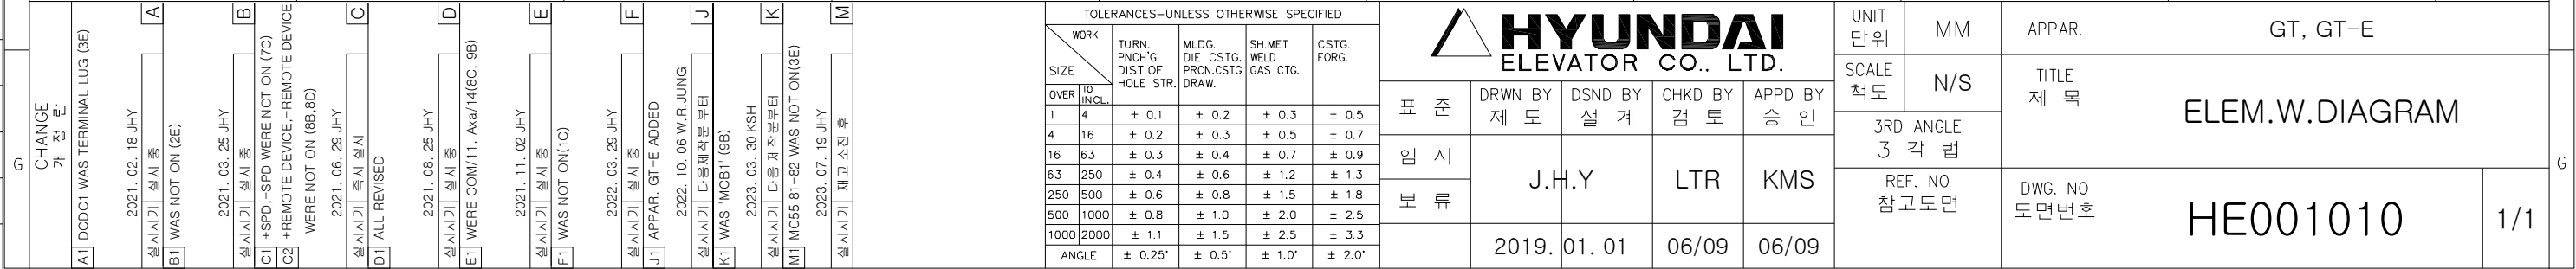 G
CHANGE
개 정 란
A1 DCDC1 WAS TERMINAL LUG (3E)
2021. 02. 18 JHY
실시시기 실시 중 A
B1 WAS NOT ON (2E)
2021. 03. 25 JHY
실시시기 실시 중 B
C1 +SPD,-SPD WERE NOT ON (7C)
C2 +REMOTE DEVICE,-REMOTE DEVICE
WERE NOT ON (8B,8D)
2021. 06. 29 JHY
실시시기 즉시 실시 C
D1 ALL REVISED
2021. 08. 25 JHY
실시시기 실시 중 D
E1 WERE COM/11, Axa/14(8C, 9B)
2021. 11. 02 JHY
실시시기 실시 중 E
F1 WAS NOT ON(1C)
2022. 03. 29 JHY
실시시기 실시 중 F
J1 APPAR. GT-E ADDED
2022. 10. 06 W.R.JUNG
실시시기 다음제작분 부터 J
K1 WAS 'MCB1' (9B)
2023. 03. 30 KSH
실시시기 다음 제작분부터 K
M1 MC55 81-82 WAS NOT ON(3E)
2023. 07. 19 JHY
실시시기 재고 소진 후 M
TOLERANCES-UNLESS OTHERWISE SPECIFIED
WORK
SIZE
OVER TO INCL.
TURN.
PNCH'G
DIST.OF
HOLE STR.
MLDG.
DIE CSTG.
PRCN.CSTG
DRAW.
SH.MET
WELD
GAS CTG.
CSTG.
FORG.
1 4 ± 0.1 ± 0.2 ± 0.3 ± 0.5
4 16 ± 0.2 ± 0.3 ± 0.5 ± 0.7
16 63 ± 0.3 ± 0.4 ± 0.7 ± 0.9
63 250 ± 0.4 ± 0.6 ± 1.2 ± 1.3
250 500 ± 0.6 ± 0.8 ± 1.5 ± 1.8
500 1000 ± 0.8 ± 1.0 ± 2.0 ± 2.5
1000 2000 ± 1.1 ± 1.5 ± 2.5 ± 3.3
ANGLE ± 0.25° ± 0.5° ± 1.0° ± 2.0°
HYUNDAI
ELEVATOR CO., LTD.
표 준
임 시
보 류
DRWN BY
제 도
DSND BY
설 계
CHKD BY
검 토
APPD BY
승 인
J.H.Y LTR KMS
2019. 01. 01 06/09 06/09
UNIT
단위
MM
SCALE
척도
N/S
3RD ANGLE
3 각 법
REF. NO
참고도면
APPAR. GT, GT-E
TITLE
제 목
ELEM.W.DIAGRAM
DWG. NO
도면번호
HE001010
1/1
G